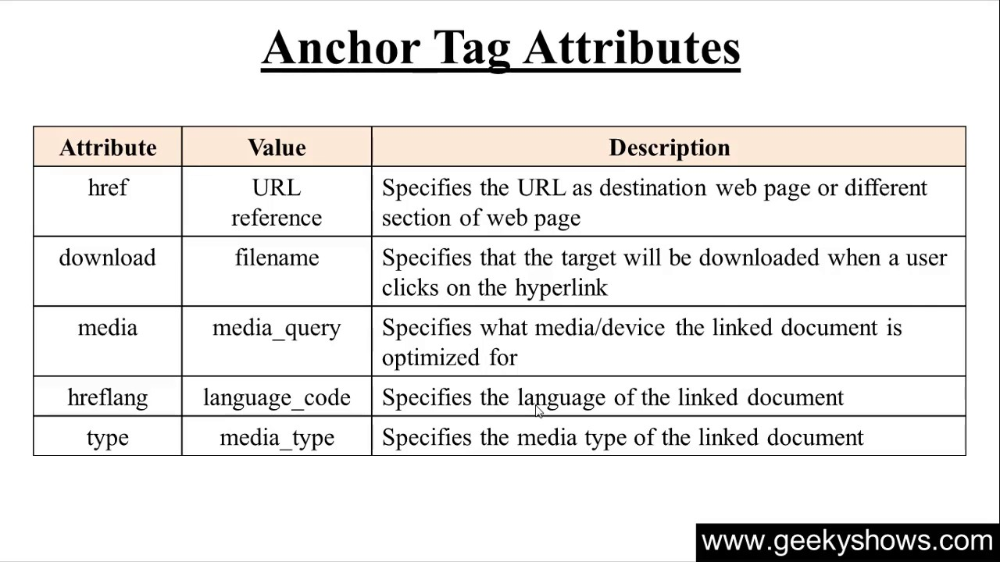 Anchor Tag Attributes
Attribute Value Description
href URL reference Specifies the URL as destination web page or different
section of web page
download filename Specifies that the target will be downloaded when a user
clicks on the hyperlink
media media_query Specifies what media/device the linked document is
optimized for
hreflang language_code Specifies the language of the linked document
type media_type Specifies the media type of the linked document
www.geekyshows.com